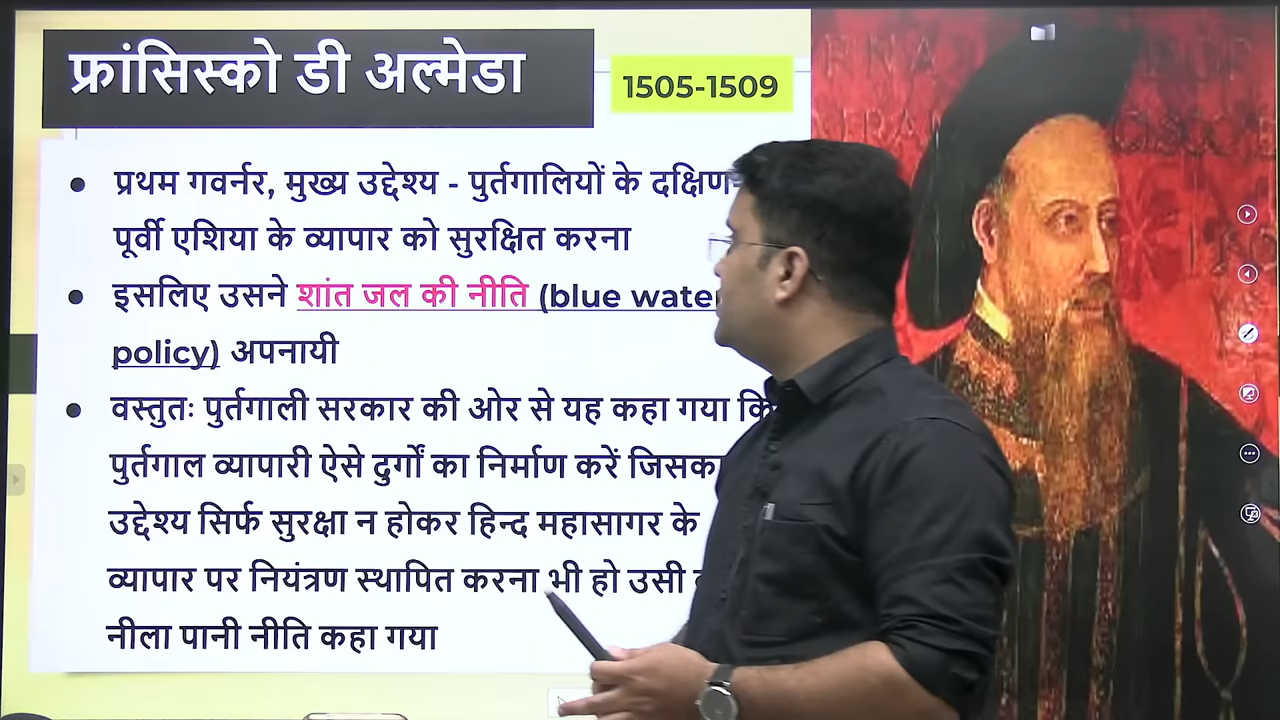 फ्रांसिस्को डी अल्मेडा
1505-1509
प्रथम गवर्नर, मुख्य उद्देश्य - पुर्तगालियों के दक्षिण
पूर्वी एशिया के व्यापार को सुरक्षित करना
इसलिए उसने शांत जल की नीति (blue water
policy) अपनायी
वस्तुतः पुर्तगाली सरकार की ओर से यह कहा गया कि
पुर्तगाल व्यापारी ऐसे दुर्गों का निर्माण करें जिसका
उद्देश्य सिर्फ सुरक्षा न होकर हिन्द महासागर के
व्यापार पर नियंत्रण स्थापित करना भी हो उसी
नीला पानी नीति कहा गया